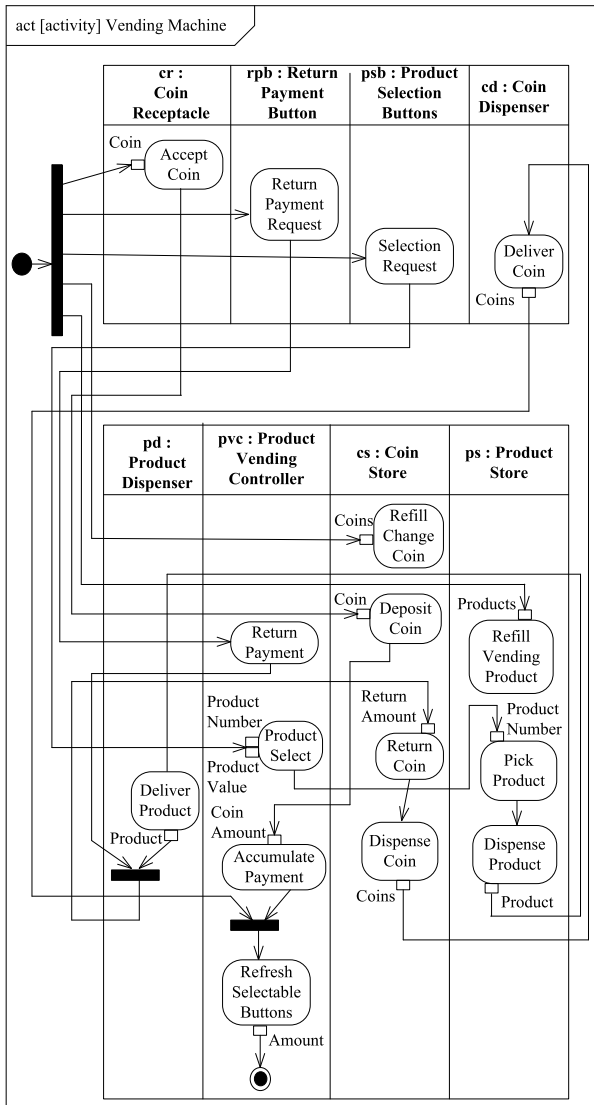 act [activity] Vending Machine
cr :
Coin
Receptacle
rpb : Return
Payment
Button
psb : Product
Selection
Buttons
cd : Coin
Dispenser
Coin
Accept
Coin
Return
Payment
Request
Selection
Request
Deliver
Coin
Coins
pd :
Product
Dispenser
pvc : Product
Vending
Controller
cs : Coin
Store
ps : Product
Store
Coins
Refill
Change
Coin
Coin
Deposit
Coin
Products
Refill
Vending
Product
Return
Payment
Product
Number
Product
Value
Product
Select
Return
Amount
Return
Coin
Product
Number
Pick
Product
Deliver
Product
Product
Coin
Amount
Accumulate
Payment
Dispense
Coin
Coins
Dispense
Product
Product
Refresh
Selectable
Buttons
Amount